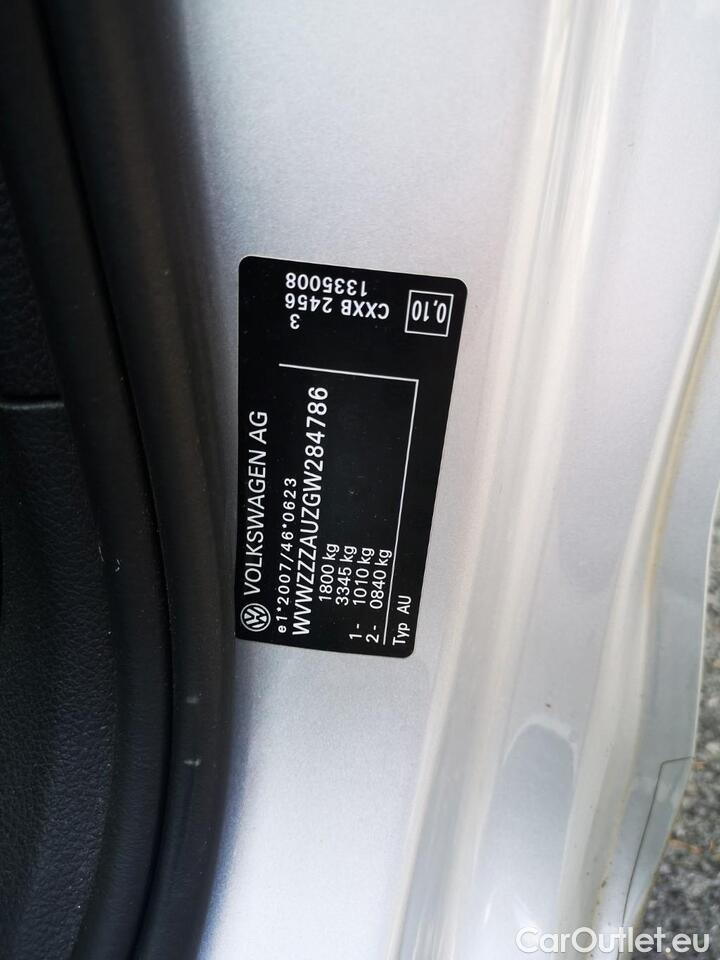 VOLKSWAGEN AG
e1*2007/46*0623
WVWZZZAUZGW284786
1800 kg
3345 kg
1- 1010 kg
2- 0840 kg
Typ AU
3
CXXB 2456
1335008
0,10
CarOutlet.eu